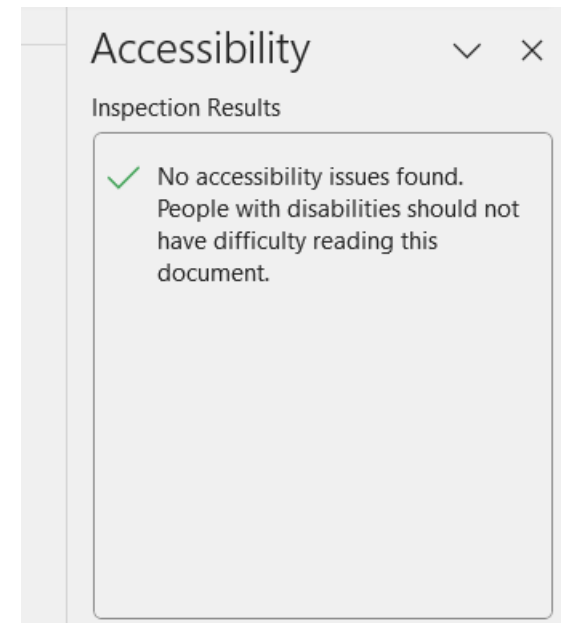 Accessibility
Inspection Results
No accessibility issues found.
People with disabilities should not
have difficulty reading this
document.